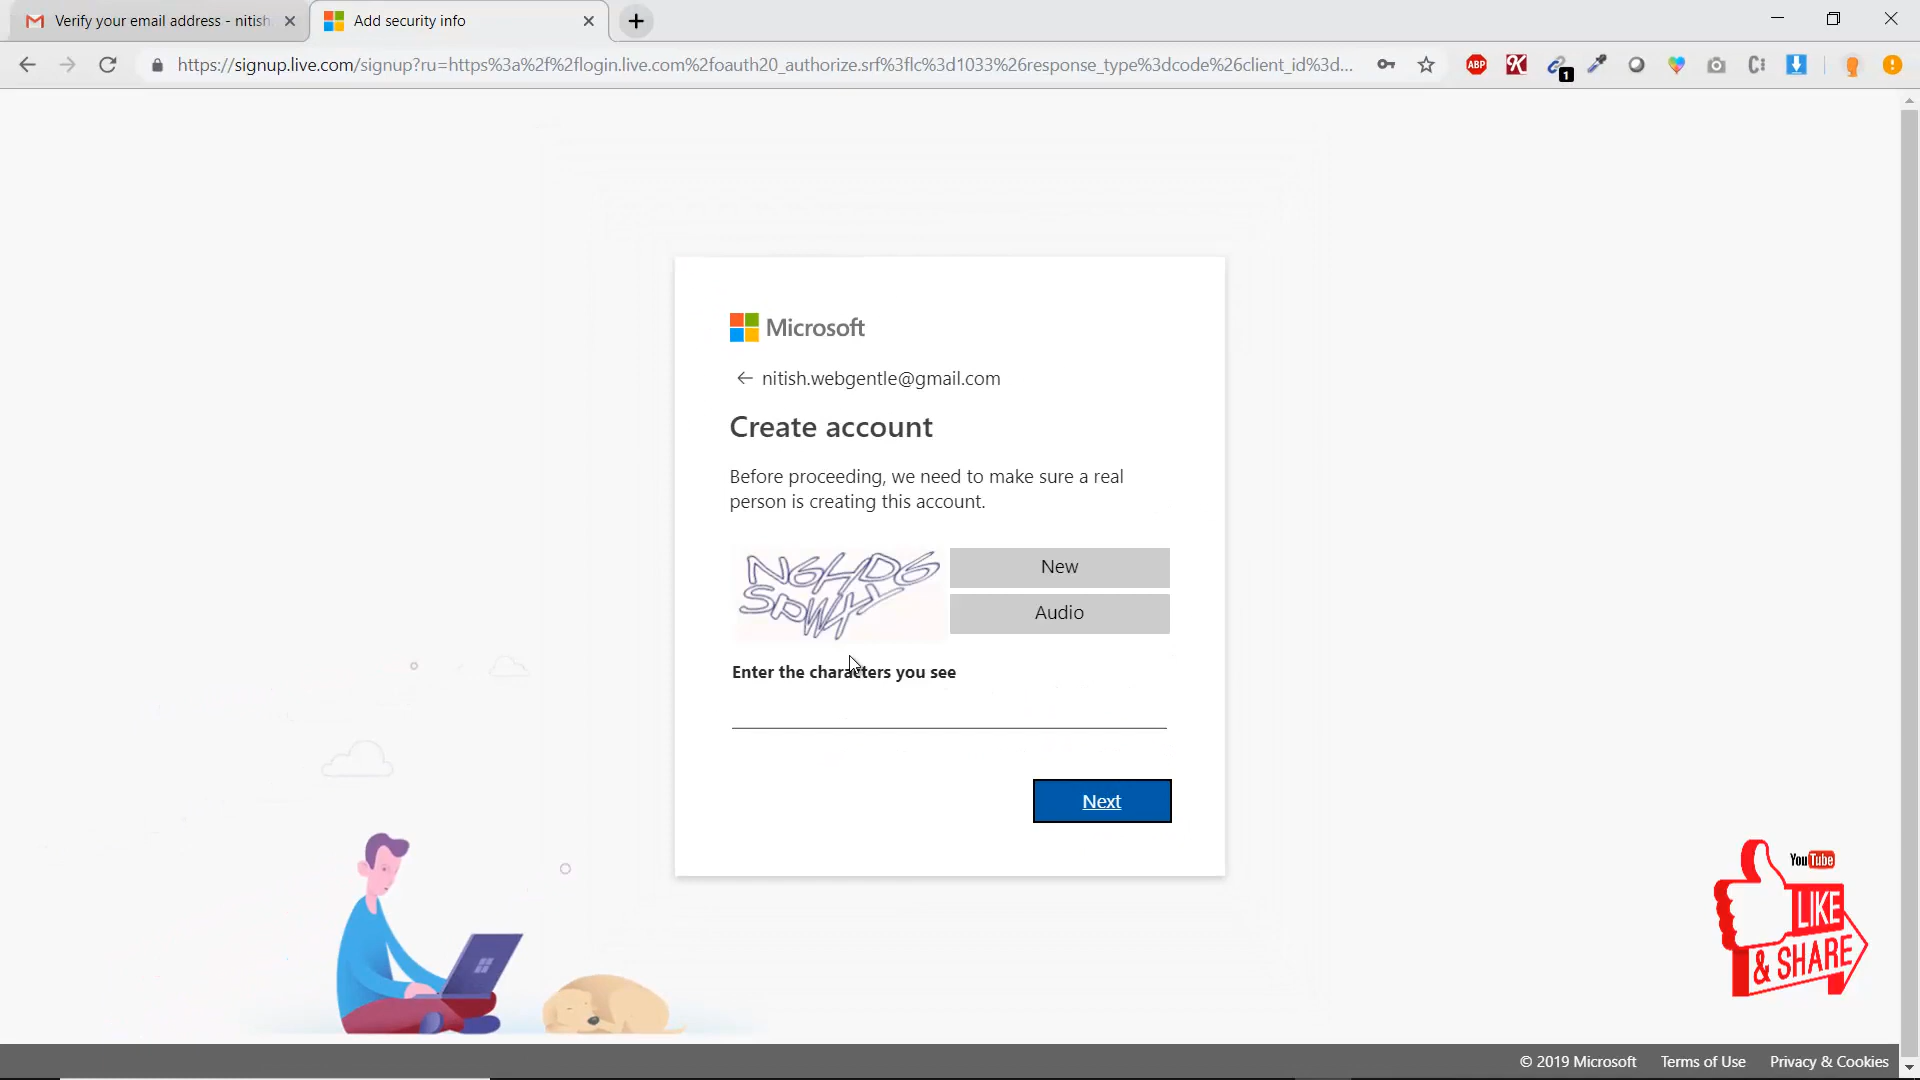 Verify your email address - nitish
Add security info
https://signup.live.com/signup?ru=https%3a%2f%2flogin.live.com%2foauth20_authorize.srf%3flc%3d1033%26response_type%3dcode%26client_id%3d...
ABP
1
Microsoft
nitish.webgentle@gmail.com
Create account
Before proceeding, we need to make sure a real
person is creating this account.
New
Audio
Enter the characters you see
Next
YouTube
LIKE
& SHARE
© 2019 Microsoft
Terms of Use
Privacy & Cookies